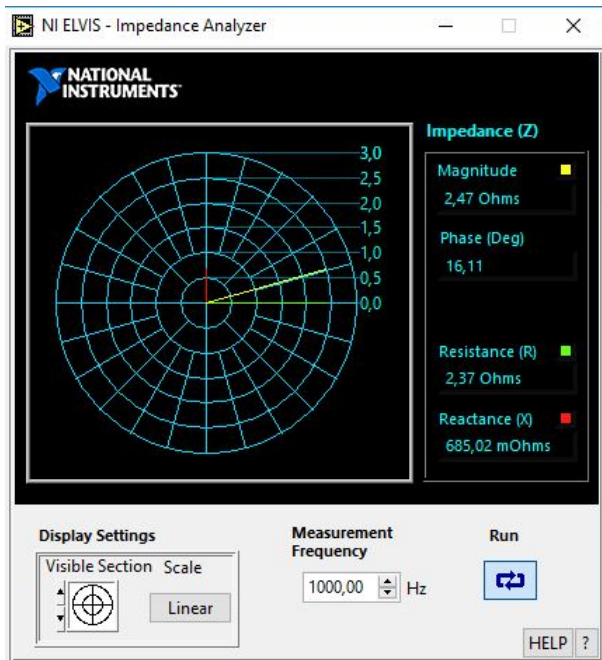 NI ELVIS - Impedance Analyzer
NATIONAL
INSTRUMENTS™
Impedance (Z)
3,0
2,5
2,0
1,5
1,0
0,5
0,0
Magnitude
2,47 Ohms
Phase (Deg)
16,11
Resistance (R)
2,37 Ohms
Reactance (X)
685,02 mOhms
Display Settings
Visible Section Scale
Linear
Measurement
Frequency
1000,00 Hz
Run
HELP ?